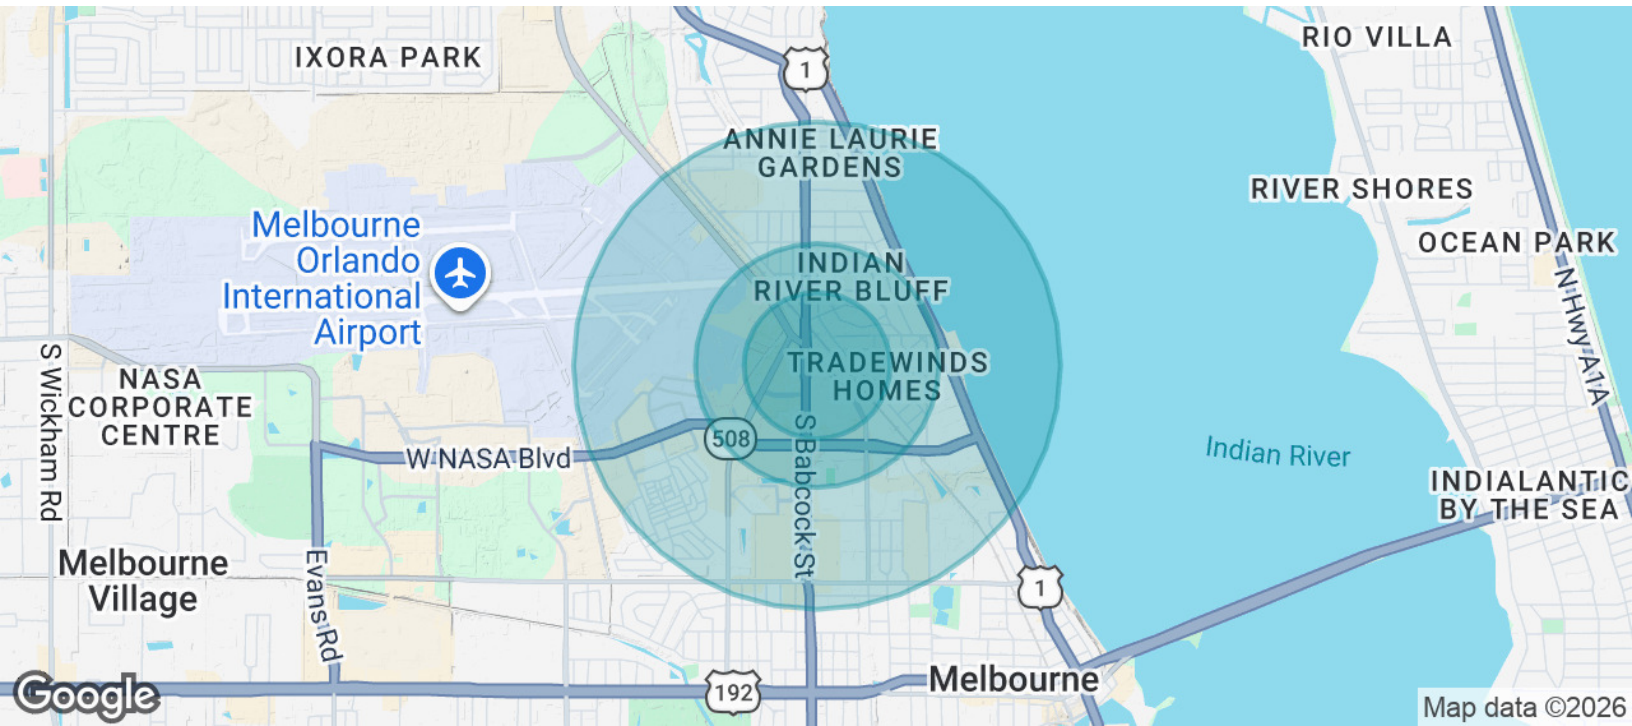 IXORA PARK
1
RIO VILLA
ANNIE LAURIE
GARDENS
RIVER SHORES
Melbourne
Orlando
International
Airport
OCEAN PARK
INDIAN
RIVER BLUFF
N Hwy A1A
S Wickham Rd
NASA
CORPORATE
CENTRE
TRADEWINDS
HOMES
508
S Babcock St
W NASA Blvd
Indian River
INDIALANTIC
BY THE SEA
Melbourne
Village
Evans Rd
1
192
Melbourne
Google
Map data ©2026